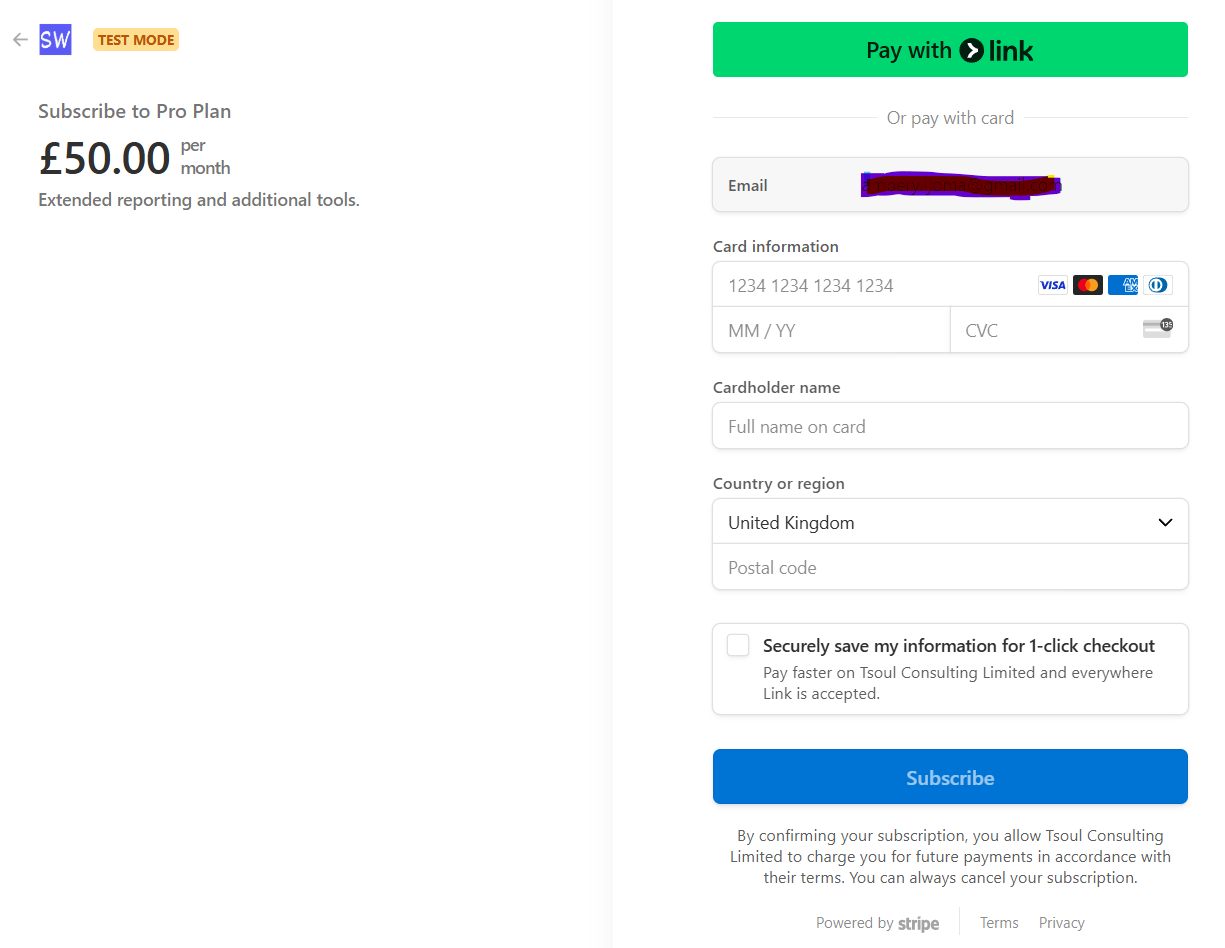 SW TEST MODE
Subscribe to Pro Plan
£50.00 per month
Extended reporting and additional tools.
Pay with link
Or pay with card
Email
Card information
1234 1234 1234 1234 VISA AMEX
MM / YY CVC 135
Cardholder name
Full name on card
Country or region
United Kingdom
Postal code
Securely save my information for 1-click checkout
Pay faster on Tsoul Consulting Limited and everywhere
Link is accepted.
Subscribe
By confirming your subscription, you allow Tsoul Consulting
Limited to charge you for future payments in accordance with
their terms. You can always cancel your subscription.
Powered by stripe Terms Privacy